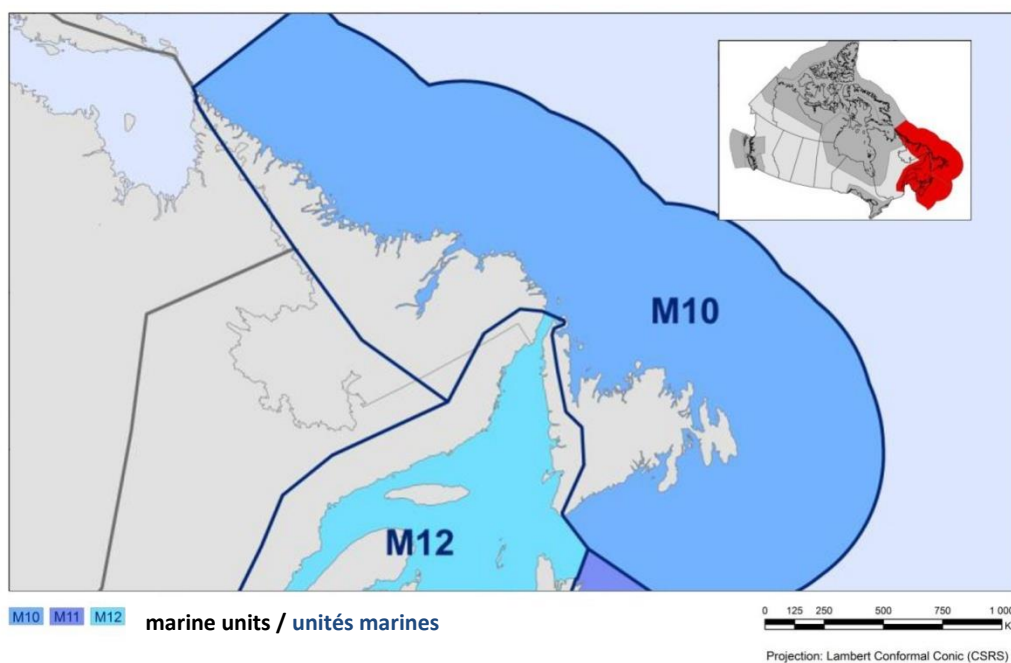 M10
M12
M10 M11 M12 marine units / unités marines
0 125 250 500 750 1 000
K
Projection: Lambert Conformal Conic (CSRS)